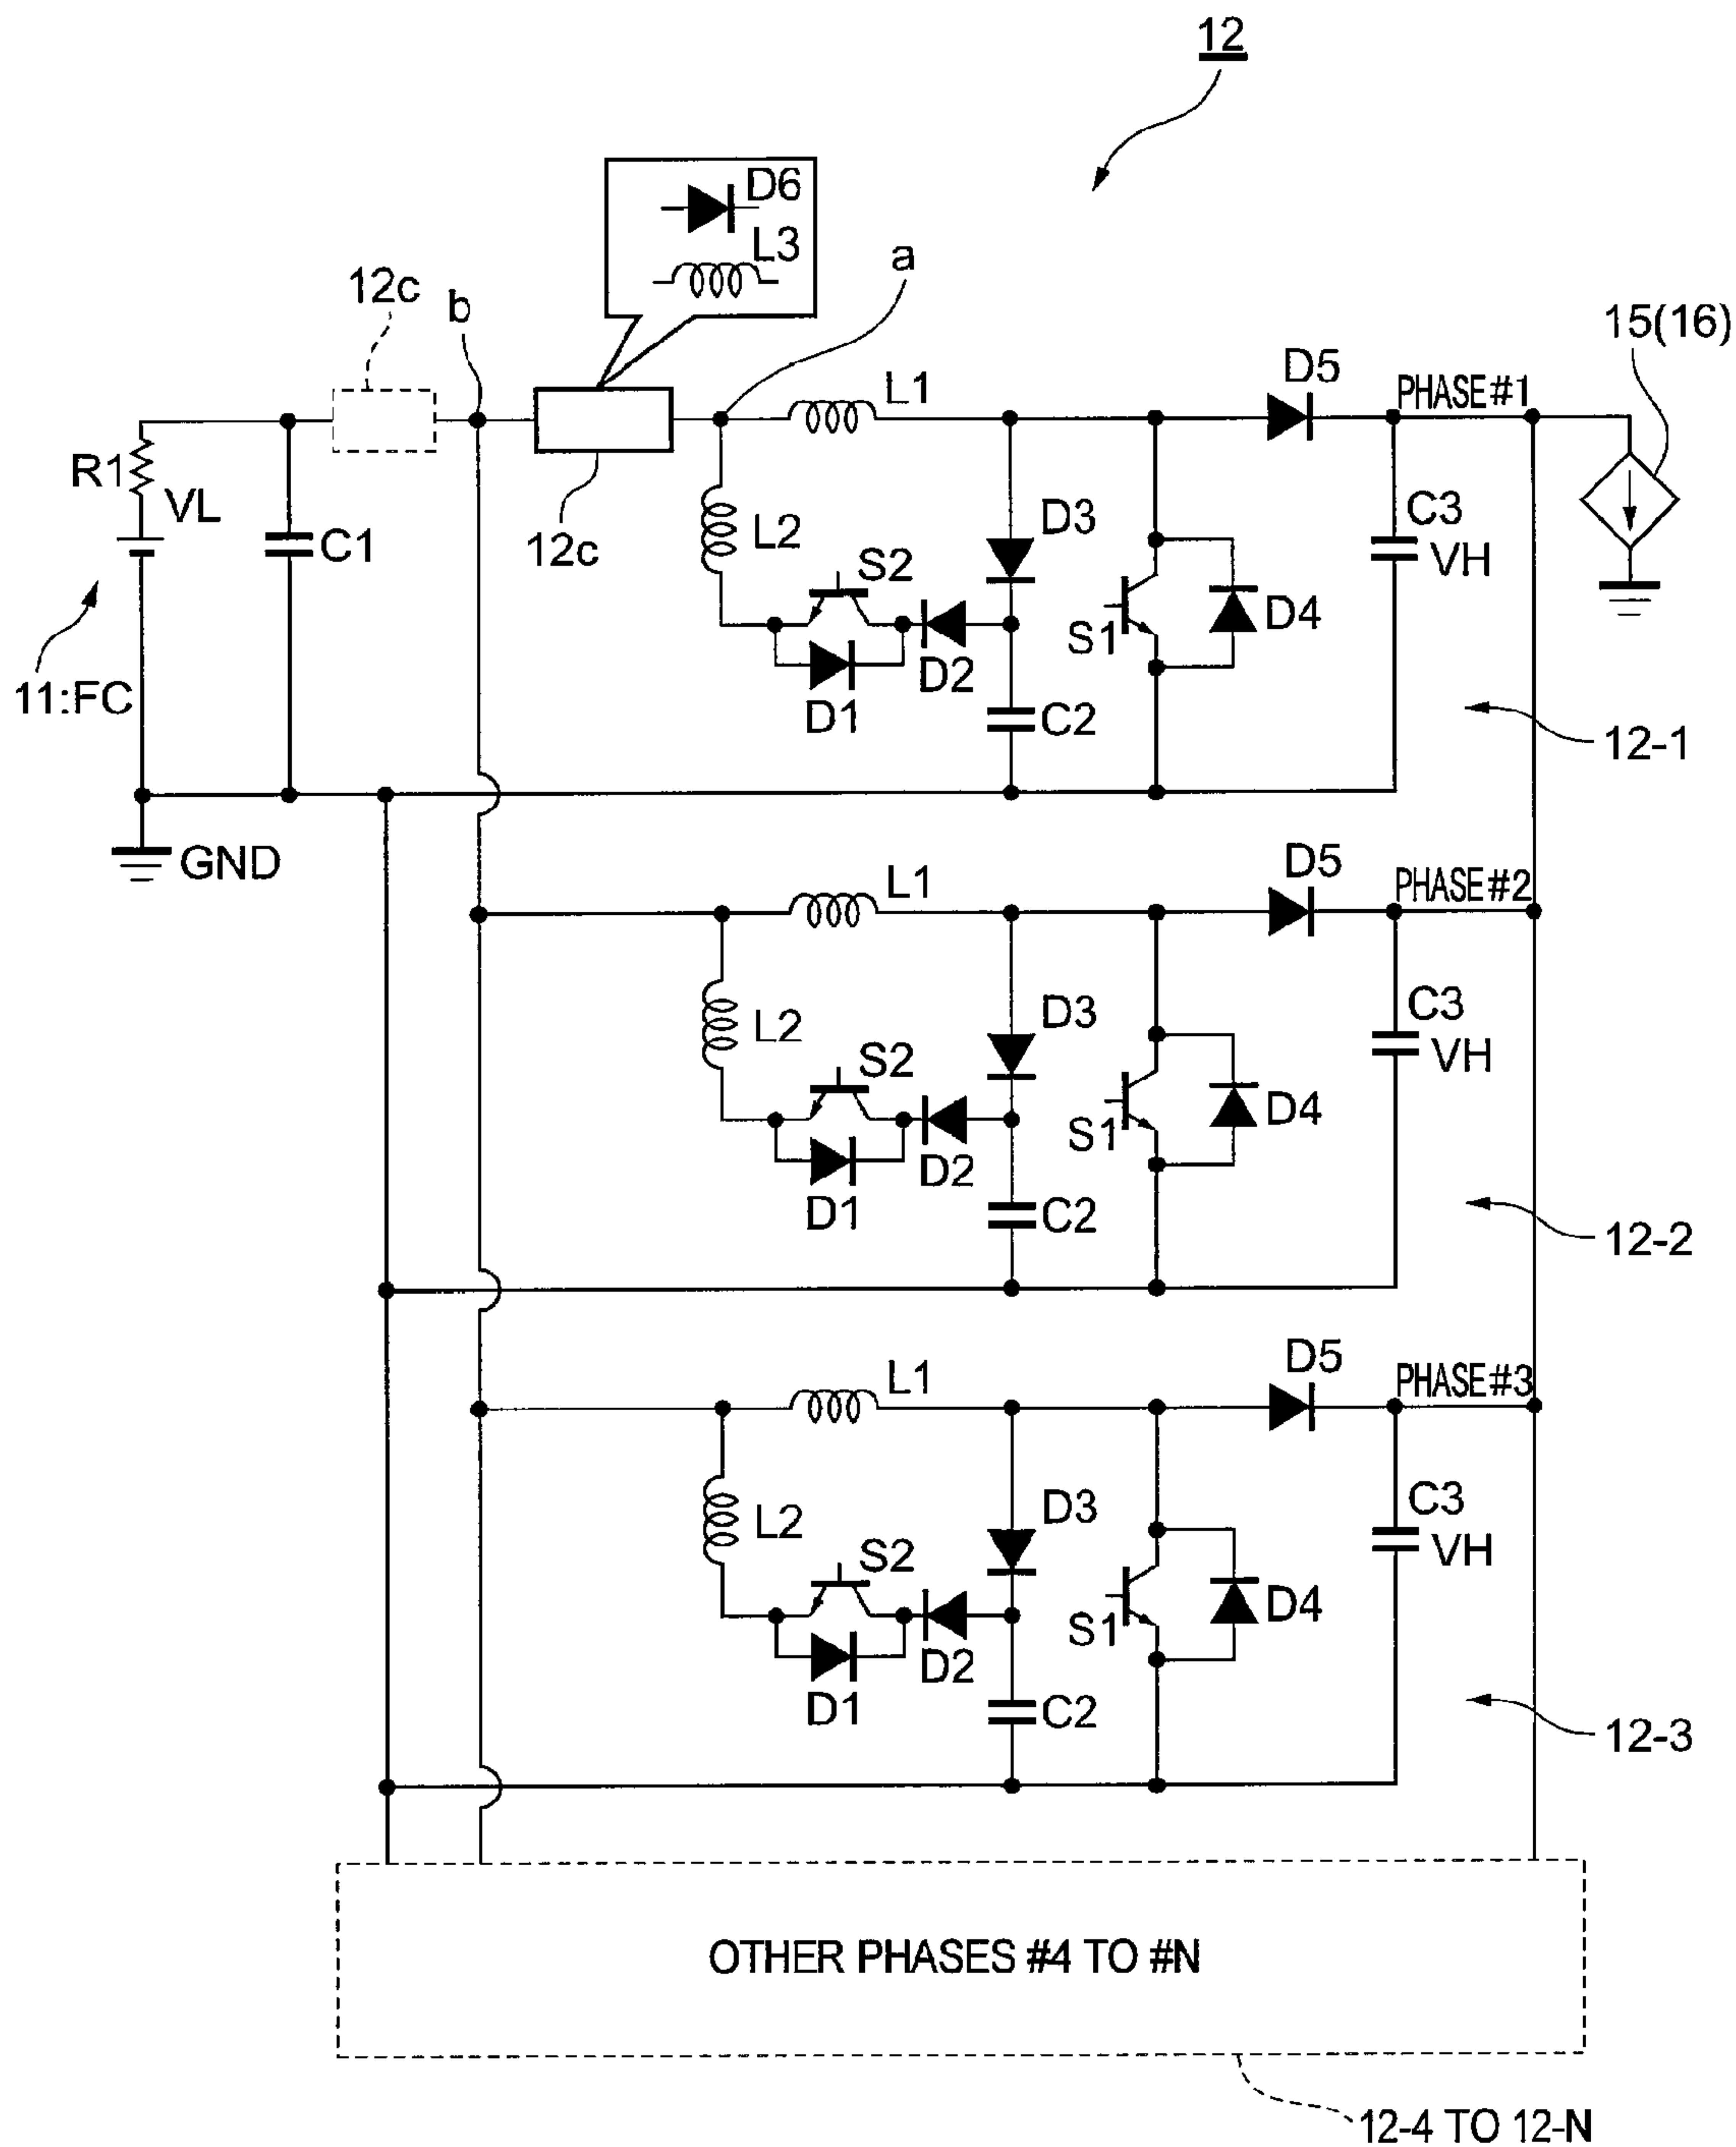 12
D6
L3
a
12c
b
15(16)
D5
PHASE#1
L1
R1
VL
C1
12c
L2
D3
C3
VH
S2
S1
D4
D2
D1
C2
11:FC
12-1
GND
D5
PHASE#2
L1
L2
D3
C3
VH
S2
S1
D4
D2
D1
C2
12-2
D5
PHASE#3
L1
L2
D3
C3
VH
S2
S1
D4
D2
D1
C2
12-3
OTHER PHASES #4 TO #N
12-4 TO 12-N